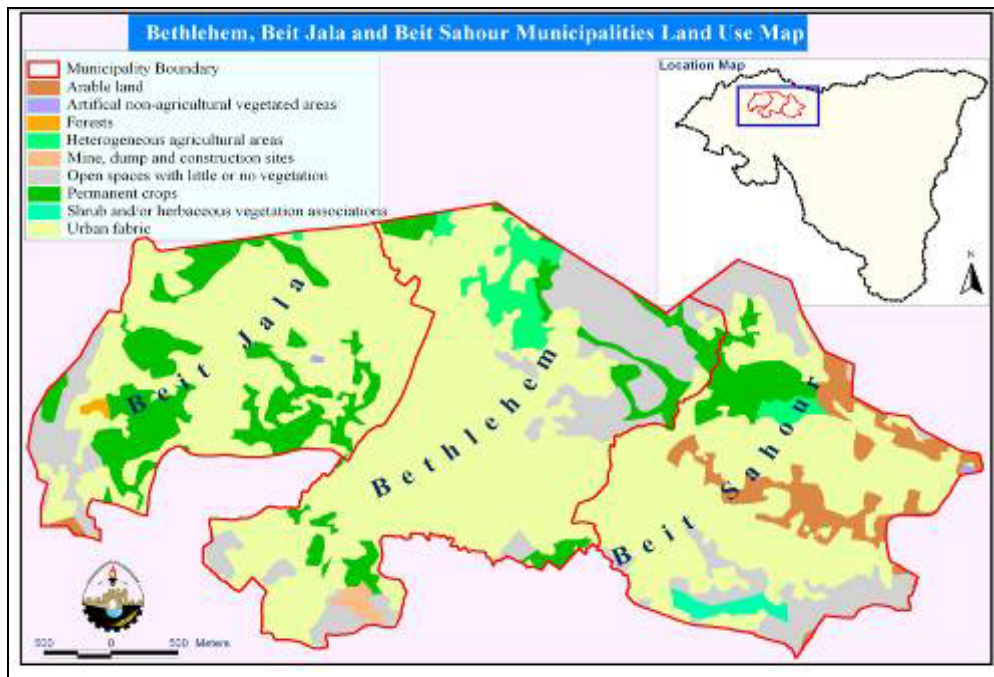 Bethlehem, Beit Jala and Beit Sahour Municipalities Land Use Map
Municipality Boundary
Arable land
Artifical non-agricultural vegetated areas
Forests
Heterogeneous agricultural areas
Mine, dump and construction sites
Open spaces with little or no vegetation
Permanent crops
Shrub and/or herbaceous vegetation associations
Urban fabric
Location Map
N
Beit Jala
Bethlehem
Beit Sahour
500 0 500 Meters